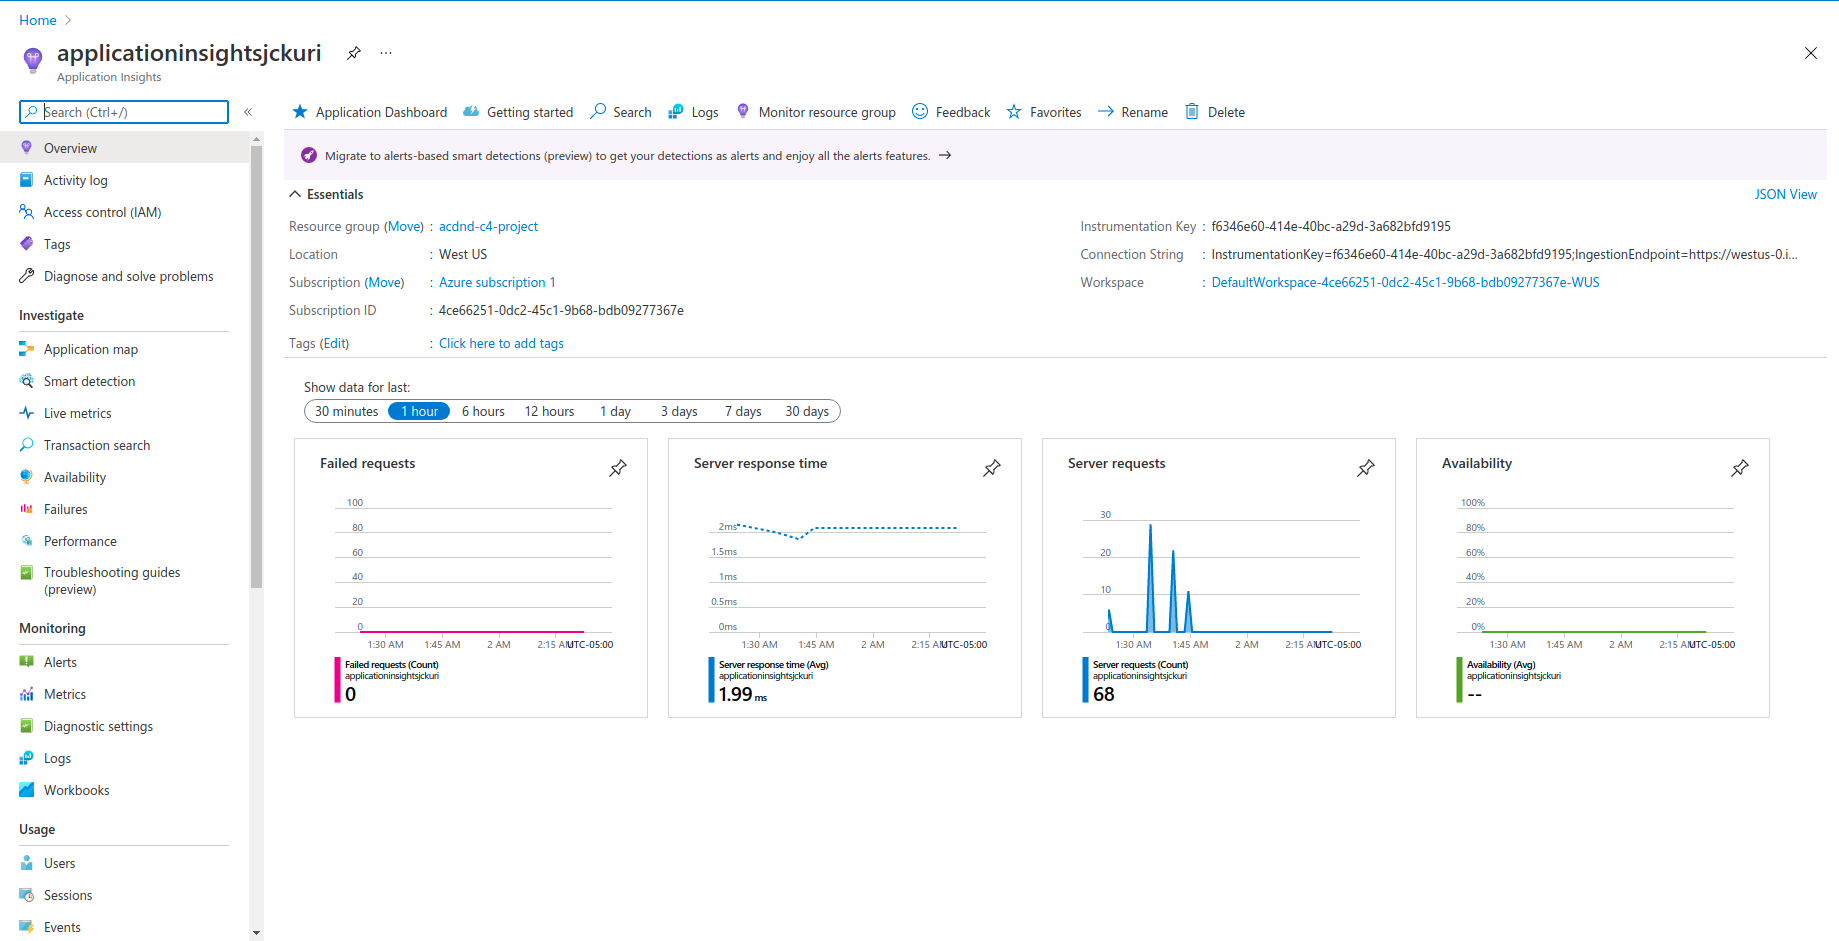 Home
applicationinsightsjckuri
Application Insights
Search (Ctrl+/)
Overview
Activity log
Access control (IAM)
Tags
Diagnose and solve problems
Investigate
Application map
Smart detection
Live metrics
Transaction search
Availability
Failures
Performance
Troubleshooting guides
(preview)
Monitoring
Alerts
Metrics
Diagnostic settings
Logs
Workbooks
Usage
Users
Sessions
Events
Application Dashboard Getting started Search Logs Monitor resource group Feedback Favorites Rename Delete
Migrate to alerts-based smart detections (preview) to get your detections as alerts and enjoy all the alerts features. →
Essentials JSON View
Resource group (Move) : acdnd-c4-project
Location : West US
Subscription (Move) : Azure subscription 1
Subscription ID : 4ce66251-0dc2-45c1-9b68-bdb09277367e
Tags (Edit) : Click here to add tags
Instrumentation Key : f6346e60-414e-40bc-a29d-3a682bfd9195
Connection String : InstrumentationKey=f6346e60-414e-40bc-a29d-3a682bfd9195;IngestionEndpoint=https://westus-0.i...
Workspace : DefaultWorkspace-4ce66251-0dc2-45c1-9b68-bdb09277367e-WUS
Show data for last:
30 minutes 1 hour 6 hours 12 hours 1 day 3 days 7 days 30 days
Failed requests
100
80
60
40
20
0
1:30 AM 1:45 AM 2 AM 2:15 AM UTC-05:00
Failed requests (Count)
applicationinsightsjckuri
0
Server response time
2ms
1.5ms
1ms
0.5ms
0ms
1:30 AM 1:45 AM 2 AM 2:15 AM UTC-05:00
Server response time (Avg)
applicationinsightsjckuri
1.99 ms
Server requests
30
20
10
0
1:30 AM 1:45 AM 2 AM 2:15 AM UTC-05:00
Server requests (Count)
applicationinsightsjckuri
68
Availability
100%
80%
60%
40%
20%
0%
1:30 AM 1:45 AM 2 AM 2:15 AM UTC-05:00
Availability (Avg)
applicationinsightsjckuri
--